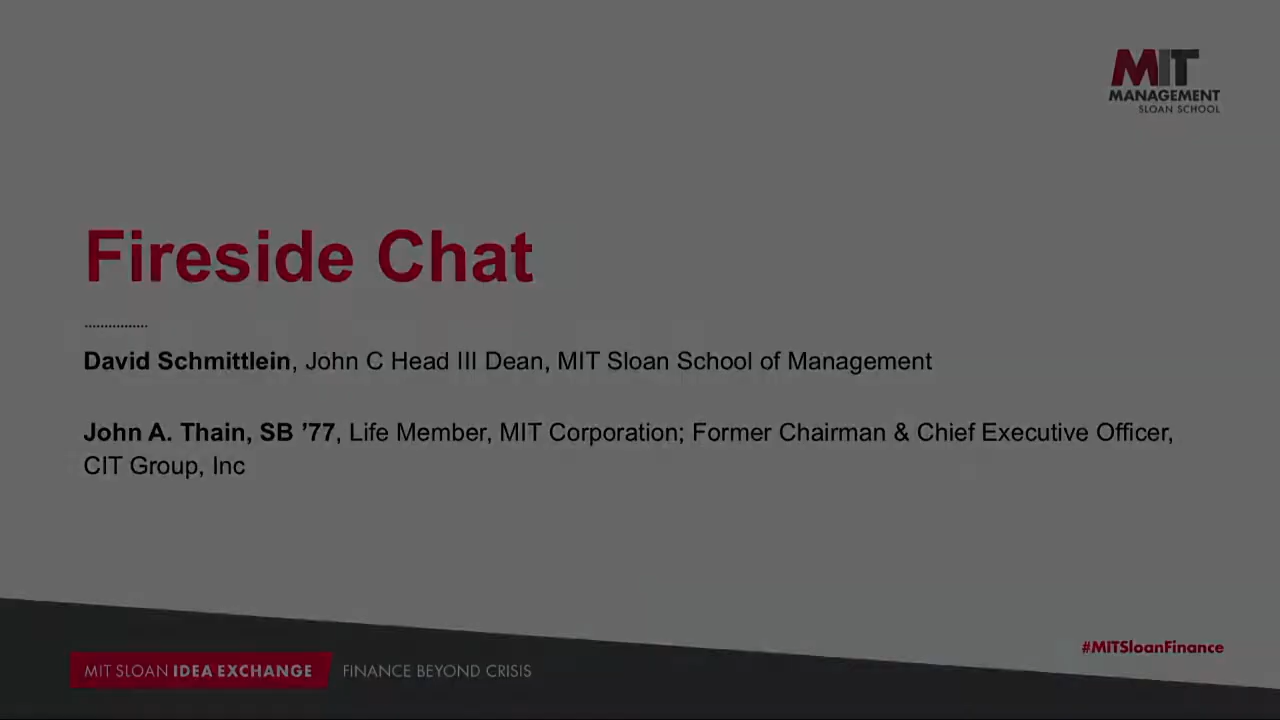 MIT
MANAGEMENT
SLOAN SCHOOL
Fireside Chat
David Schmittlein, John C Head III Dean, MIT Sloan School of Management
John A. Thain, SB ’77, Life Member, MIT Corporation; Former Chairman & Chief Executive Officer,
CIT Group, Inc
#MITSloanFinance
MIT SLOAN IDEA EXCHANGE FINANCE BEYOND CRISIS